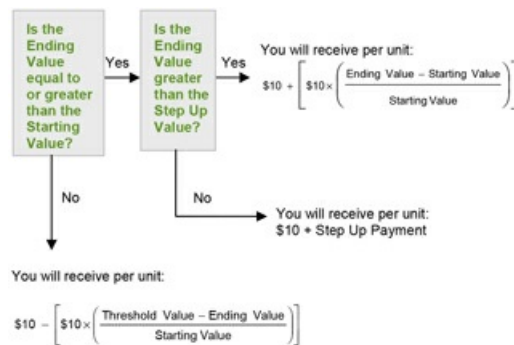 Is the
Ending
Value
equal to
or greater
than the
Starting
Value?
Yes
Is the
Ending
Value
greater
than the
Step Up
Value?
Yes
You will receive per unit:
$10 + [ $10 × ( Ending Value – Starting Value
Starting Value ) ]
No
No
You will receive per unit:
$10 + Step Up Payment
You will receive per unit:
$10 – [ $10 × ( Threshold Value – Ending Value
Starting Value ) ]